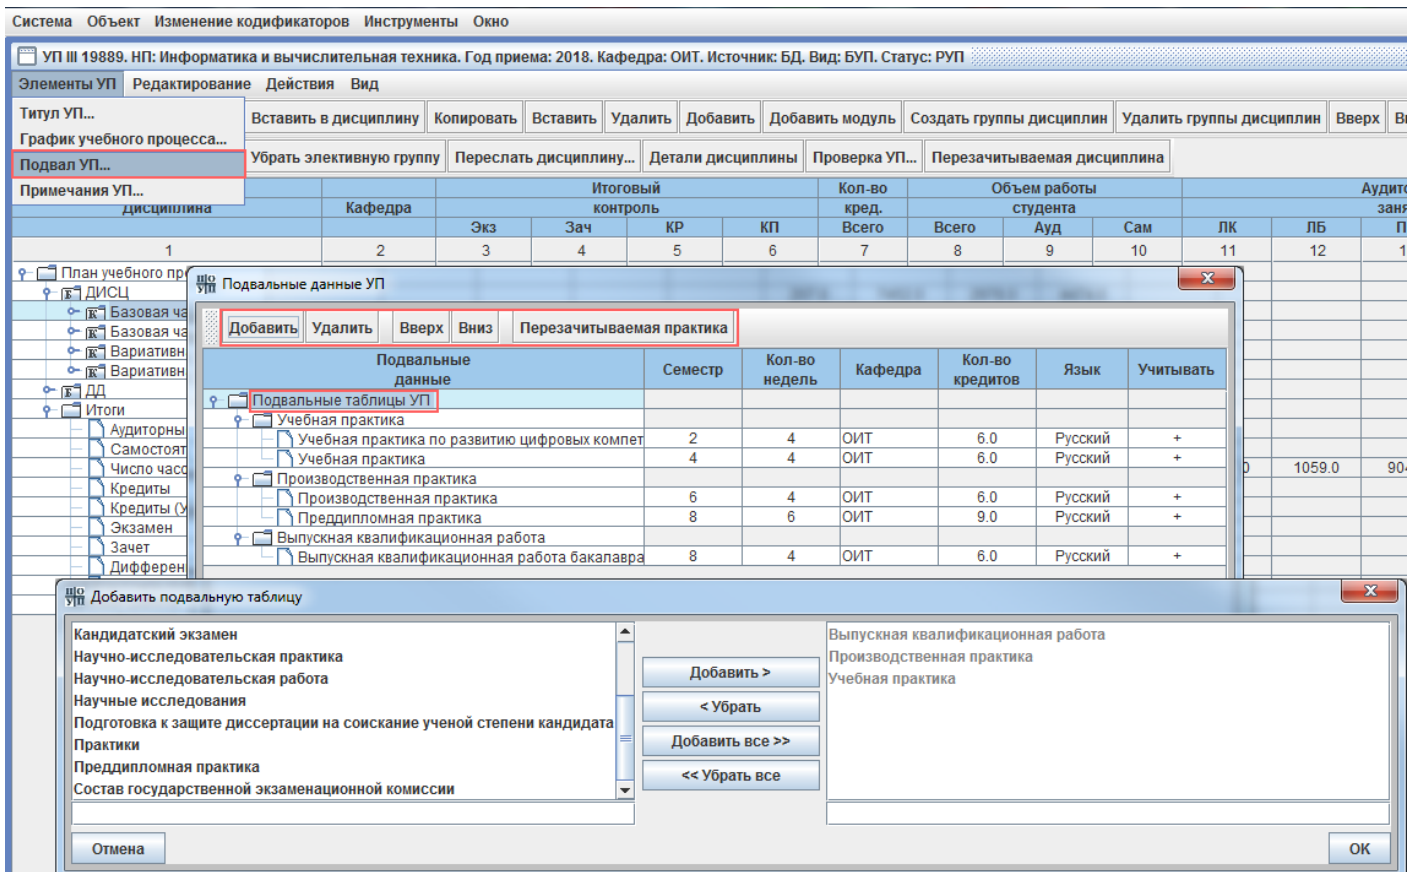 Система Объект Изменение кодификаторов Инструменты Окно
УП III 19889. НП: Информатика и вычислительная техника. Год приема: 2018. Кафедра: ОИТ. Источник: БД. Вид: БУП. Статус: РУП
Элементы УП Редактирование Действия Вид
Титул УП...
График учебного процесса...
Подвал УП...
Примечания УП...
Вставить в дисциплину Копировать Вставить Удалить Добавить Добавить модуль Создать группы дисциплин Удалить группы дисциплин Вверх
Убрать элективную группу Переслать дисциплину... Детали дисциплины Проверка УП... Перезачитываемая дисциплина
Итоговый Кол-во Объем работы
Дисциплина Кафедра контроль кред. студента
Экз Зач КР КП Всего Всего Ауд Сам ЛК ЛБ
1 2 3 4 5 6 7 8 9 10 11 12
План учебного
ДИСЦ
Базовая
Базовая
ДД
Итоги
Кредиты
Кредиты
Экзамен
Зачет
1059.0
Подвальные данные УП
Добавить Удалить Вверх Вниз Перезачитываемая практика
Подвальные данные Семестр Кол-во недель Кафедра Кол-во кредитов Язык Учитывать
Подвальные таблицы УП
Учебная практика
Учебная практика по развитию цифровых компет 2 4 ОИТ 6.0 Русский +
Учебная практика 4 4 ОИТ 6.0 Русский +
Производственная практика
Производственная практика 6 4 ОИТ 6.0 Русский +
Преддипломная практика 8 6 ОИТ 9.0 Русский +
Выпускная квалификационная работа
Выпускная квалификационная работа бакалавра 8 4 ОИТ 6.0 Русский +
Добавить подвальную таблицу
Кандидатский экзамен
Научно-исследовательская практика
Научно-исследовательская работа
Научные исследования
Подготовка к защите диссертации на соискание ученой степени кандидата
Практики
Преддипломная практика
Состав государственной экзаменационной комиссии
Добавить >
< Убрать
Добавить все >>
<< Убрать все
Выпускная квалификационная работа
Производственная практика
Учебная практика
Отмена
OK